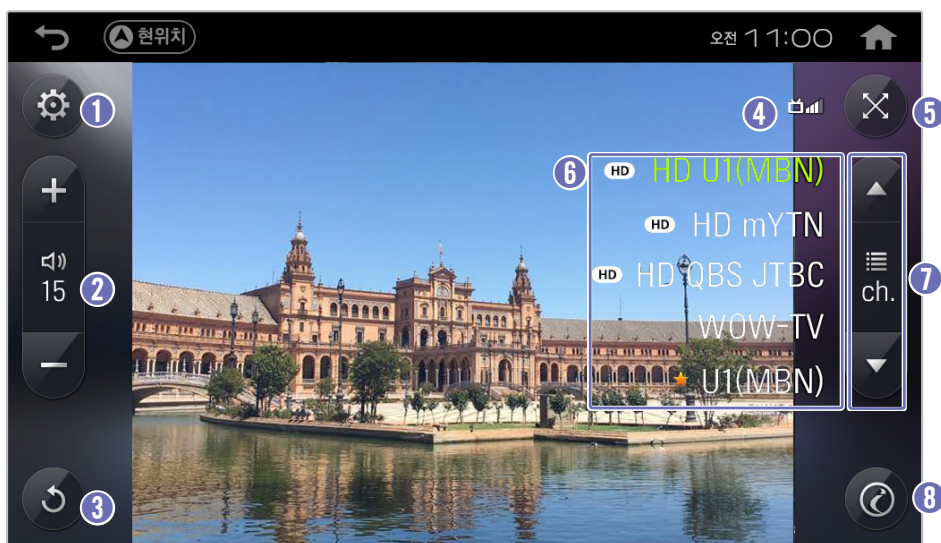 현위치
오전 11:00
1
4
5
6
HD HD U1(MBN)
HD HD mYTN
15
2
HD HD QBS JTBC
ch.
7
WOW-TV
U1(MBN)
3
8